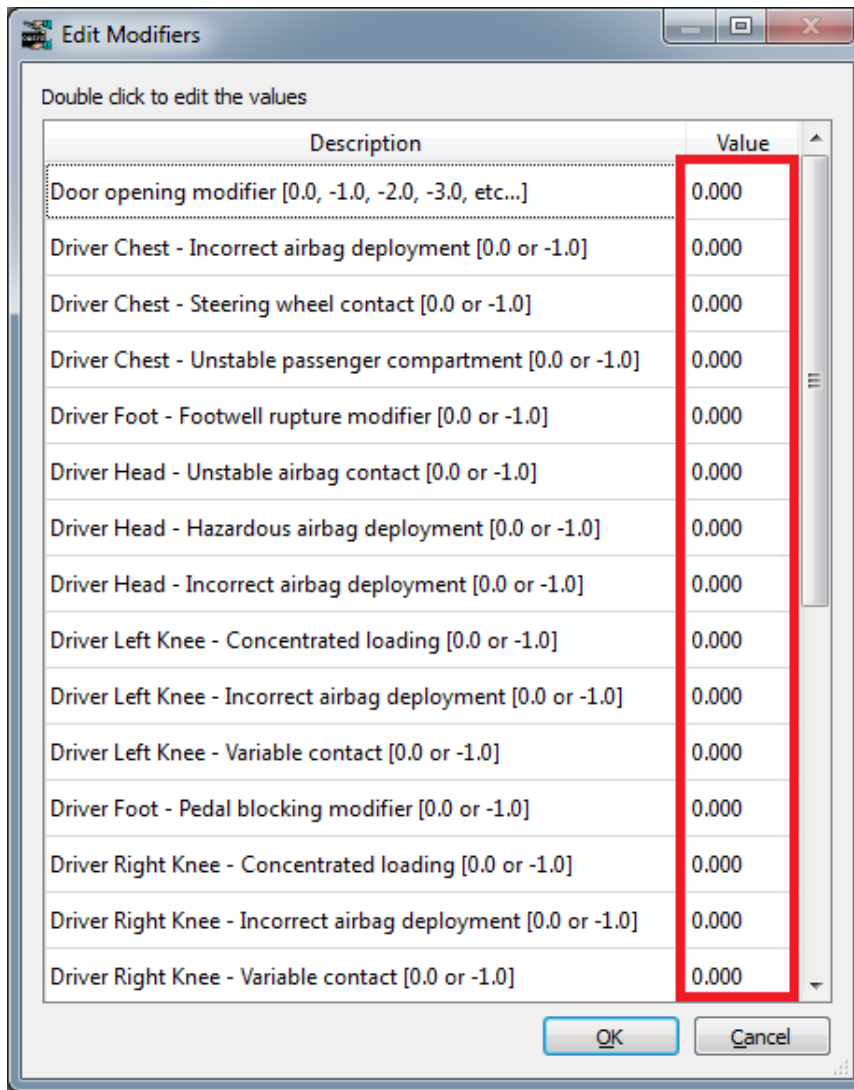 Edit Modifiers
Double click to edit the values
Description Value
Door opening modifier [0.0, -1.0, -2.0, -3.0, etc...] 0.000
Driver Chest - Incorrect airbag deployment [0.0 or -1.0] 0.000
Driver Chest - Steering wheel contact [0.0 or -1.0] 0.000
Driver Chest - Unstable passenger compartment [0.0 or -1.0] 0.000
Driver Foot - Footwell rupture modifier [0.0 or -1.0] 0.000
Driver Head - Unstable airbag contact [0.0 or -1.0] 0.000
Driver Head - Hazardous airbag deployment [0.0 or -1.0] 0.000
Driver Head - Incorrect airbag deployment [0.0 or -1.0] 0.000
Driver Left Knee - Concentrated loading [0.0 or -1.0] 0.000
Driver Left Knee - Incorrect airbag deployment [0.0 or -1.0] 0.000
Driver Left Knee - Variable contact [0.0 or -1.0] 0.000
Driver Foot - Pedal blocking modifier [0.0 or -1.0] 0.000
Driver Right Knee - Concentrated loading [0.0 or -1.0] 0.000
Driver Right Knee - Incorrect airbag deployment [0.0 or -1.0] 0.000
Driver Right Knee - Variable contact [0.0 or -1.0] 0.000
OK Cancel